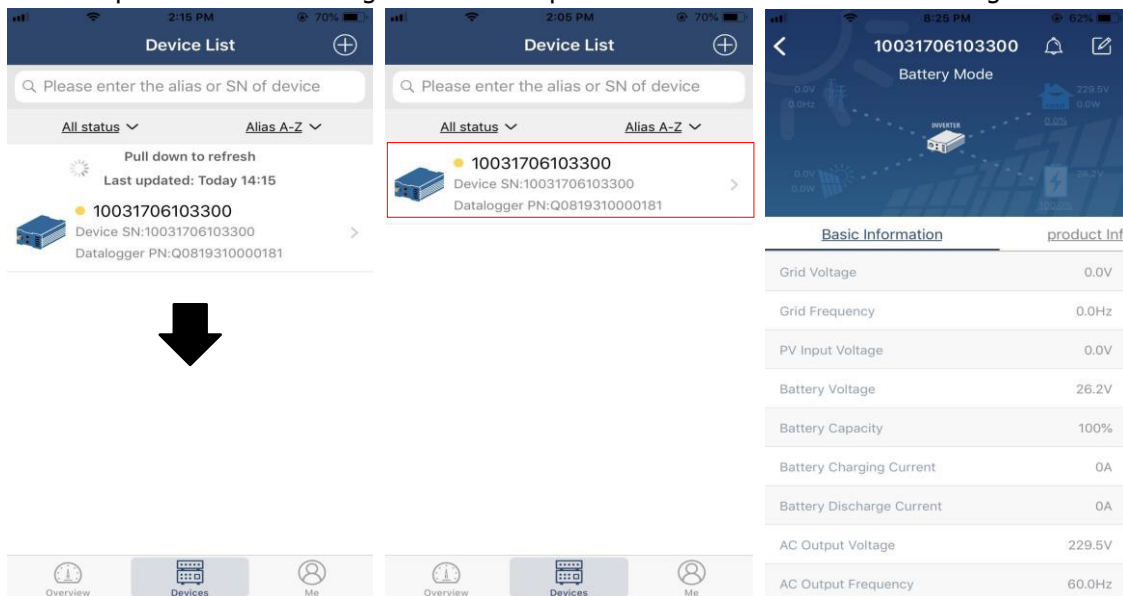 2:15 PM
70%
Device List
Please enter the alias or SN of device
All status
Alias A-Z
Pull down to refresh
Last updated: Today 14:15
10031706103300
Device SN:10031706103300
Datalogger PN:Q0819310000181
Overview
Devices
Me
2:05 PM
70%
Device List
Please enter the alias or SN of device
All status
Alias A-Z
10031706103300
Device SN:10031706103300
Datalogger PN:Q0819310000181
Overview
Devices
Me
8:25 PM
62%
10031706103300
Battery Mode
0.0V
0.0Hz
229.5V
0.0W
0.0%
INVERTER
0.0V
0.0W
26.2V
100.0%
Basic Information
product Inf
Grid Voltage 0.0V
Grid Frequency 0.0Hz
PV Input Voltage 0.0V
Battery Voltage 26.2V
Battery Capacity 100%
Battery Charging Current 0A
Battery Discharge Current 0A
AC Output Voltage 229.5V
AC Output Frequency 60.0Hz